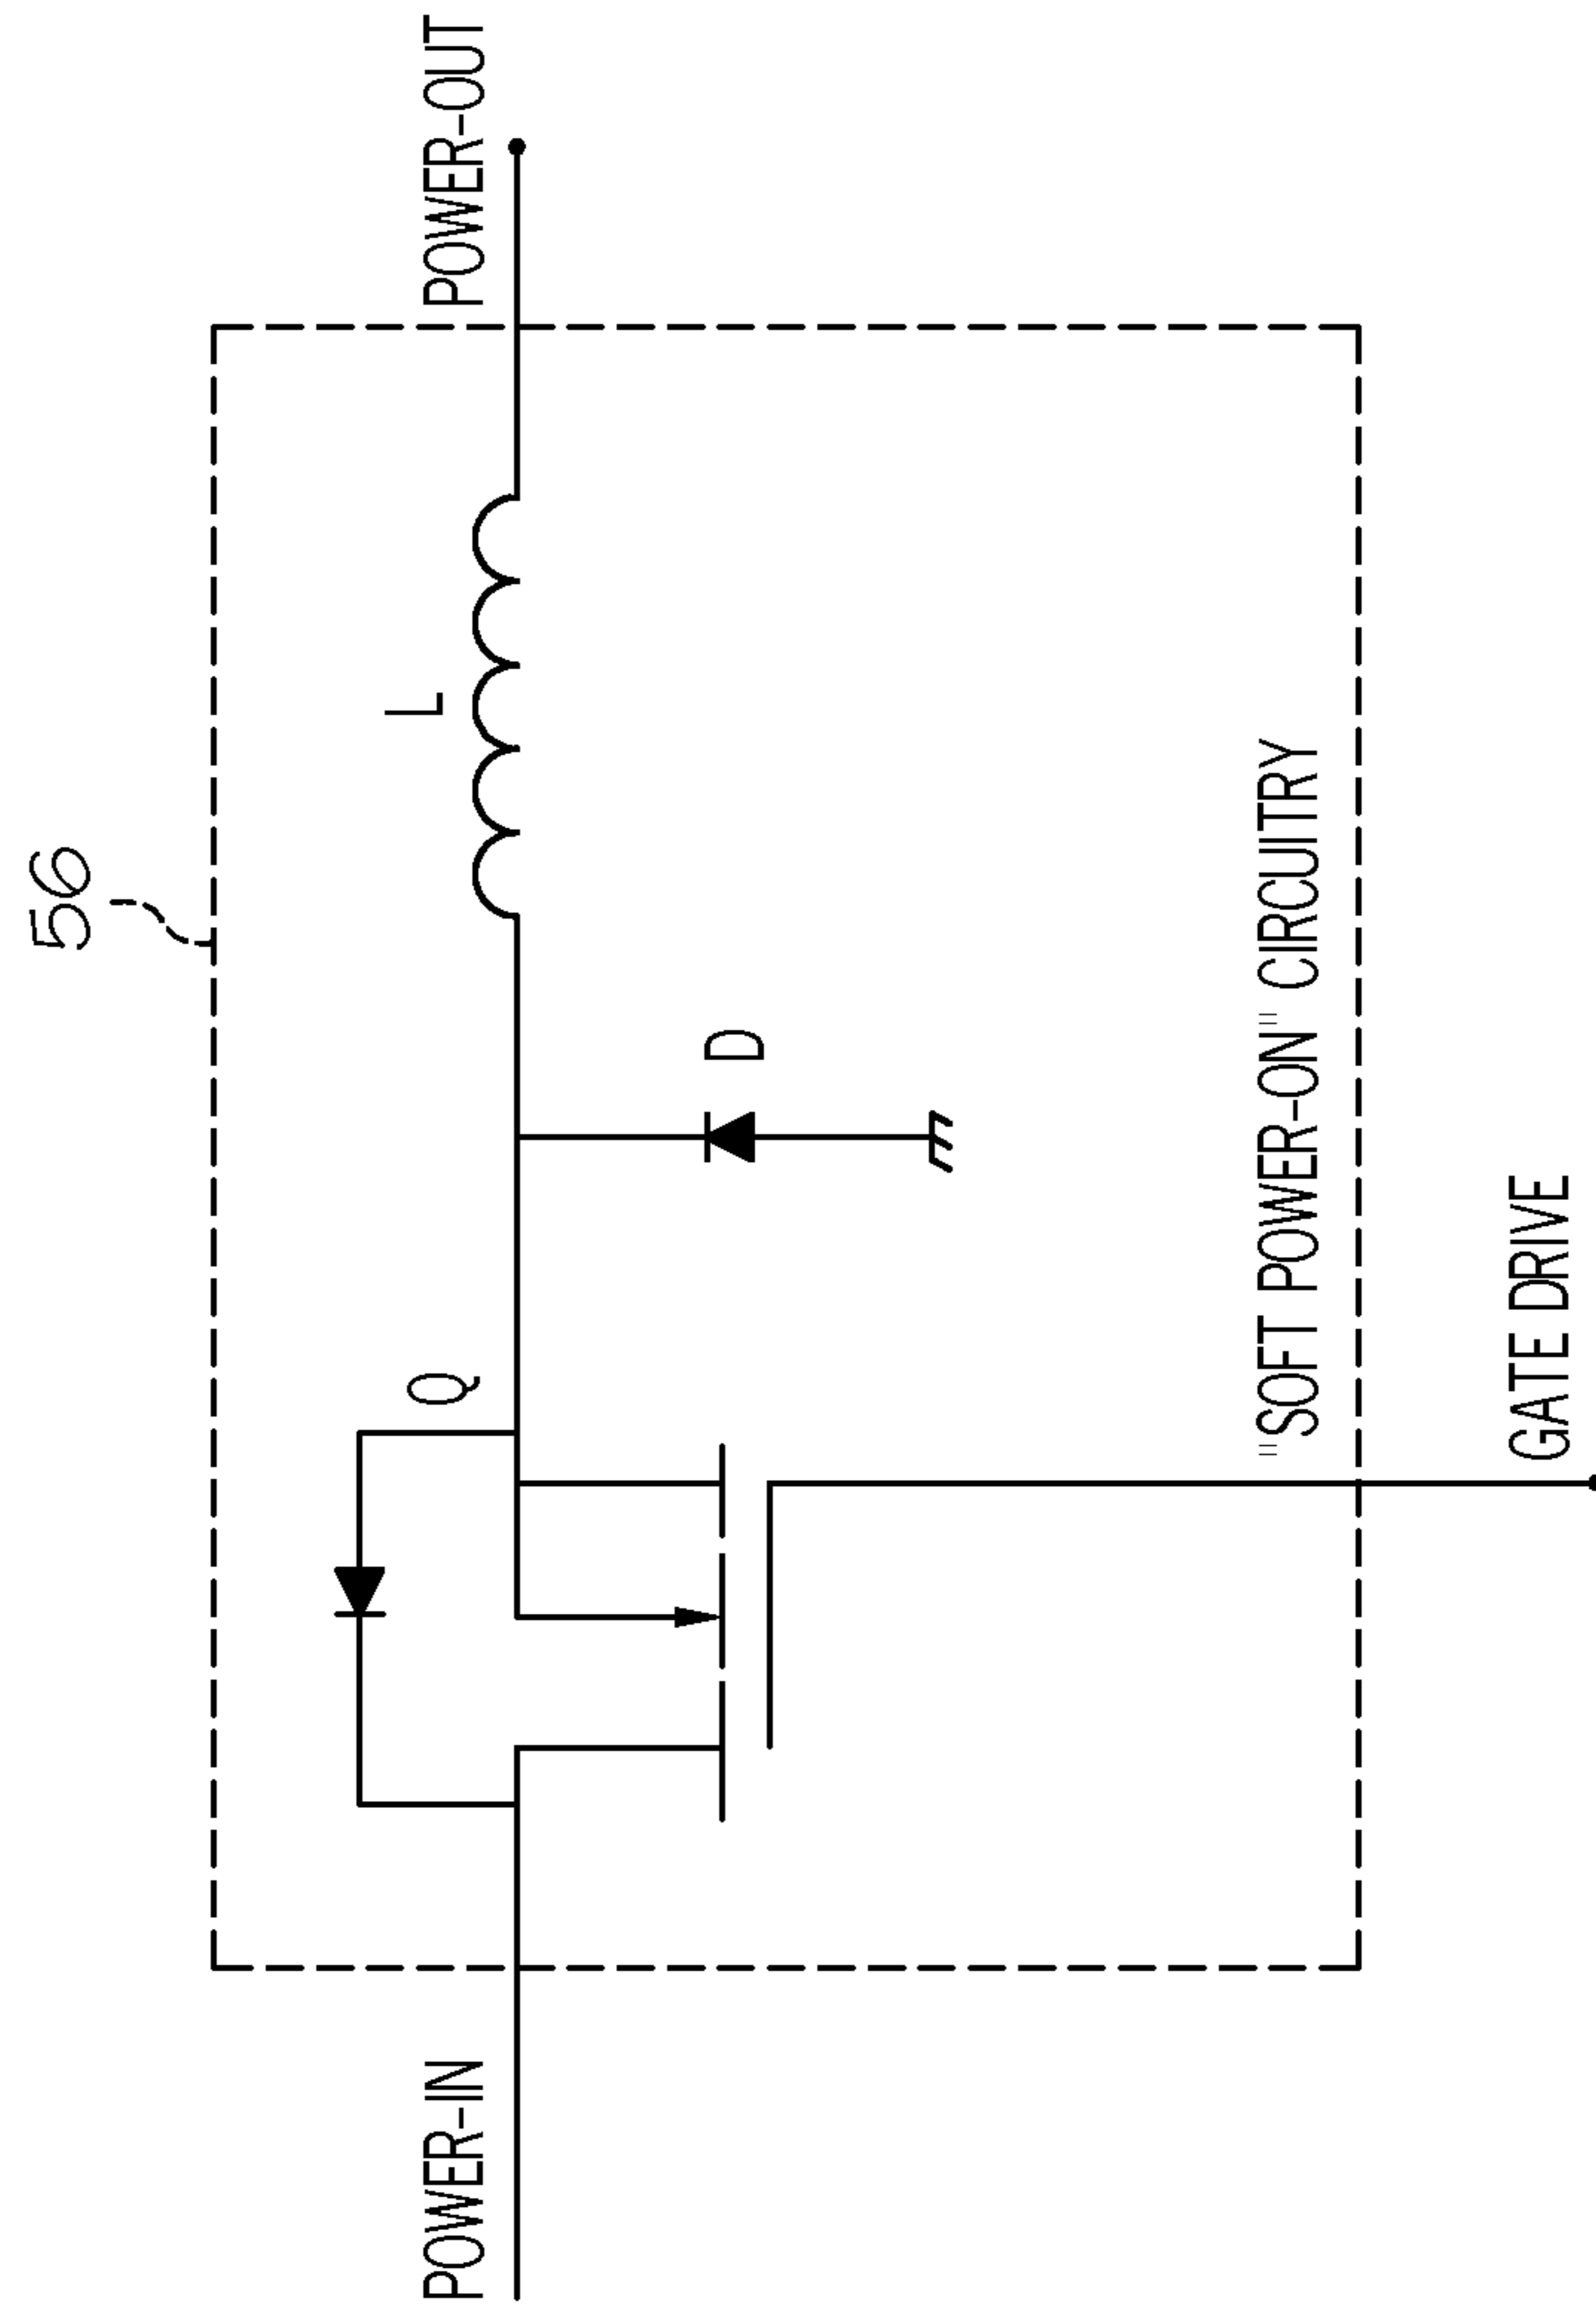 56
POWER-IN
Q
L
POWER-OUT
D
"SOFT POWER-ON" CIRCUITRY
GATE DRIVE